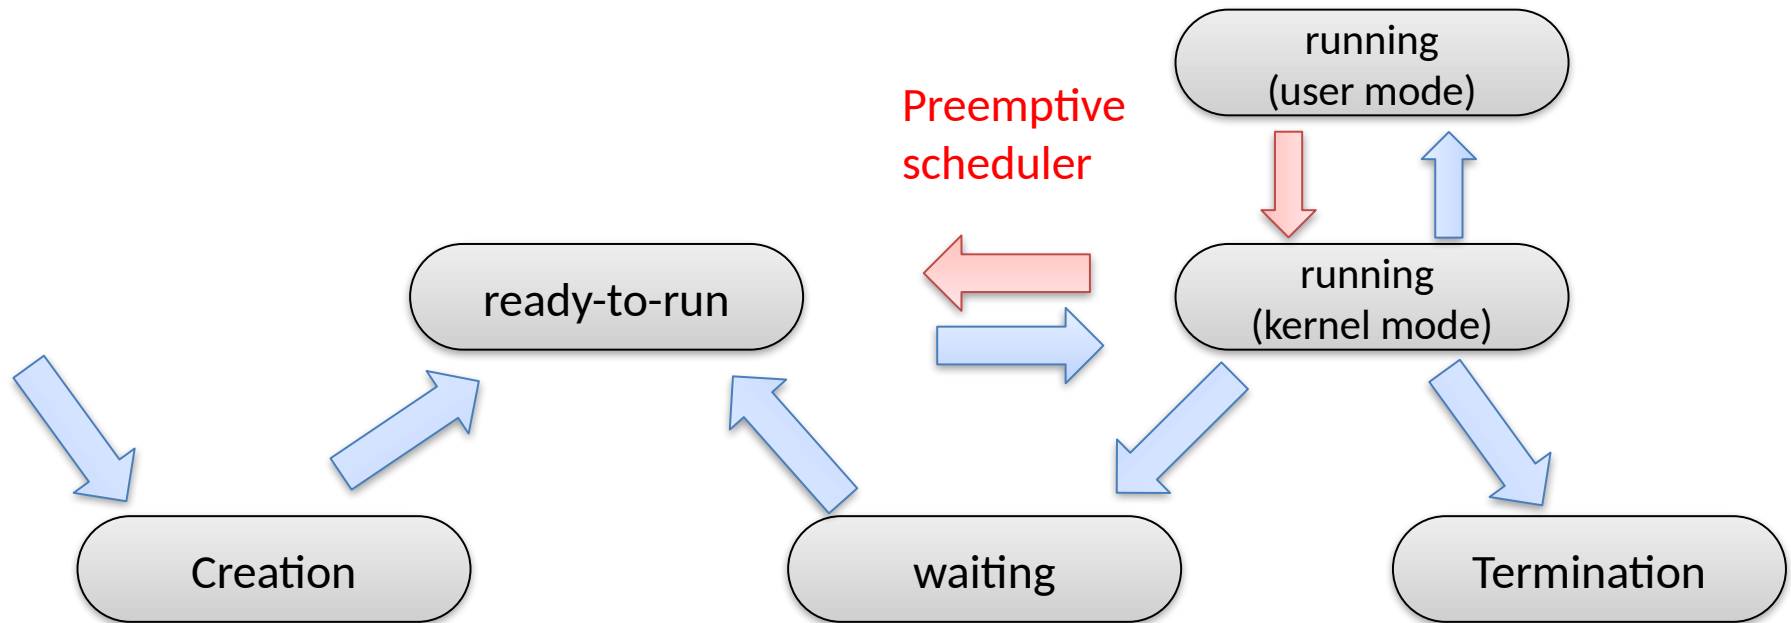 running
(user mode)
Preemptive
scheduler
ready-to-run
running
(kernel mode)
Creation
waiting
Termination